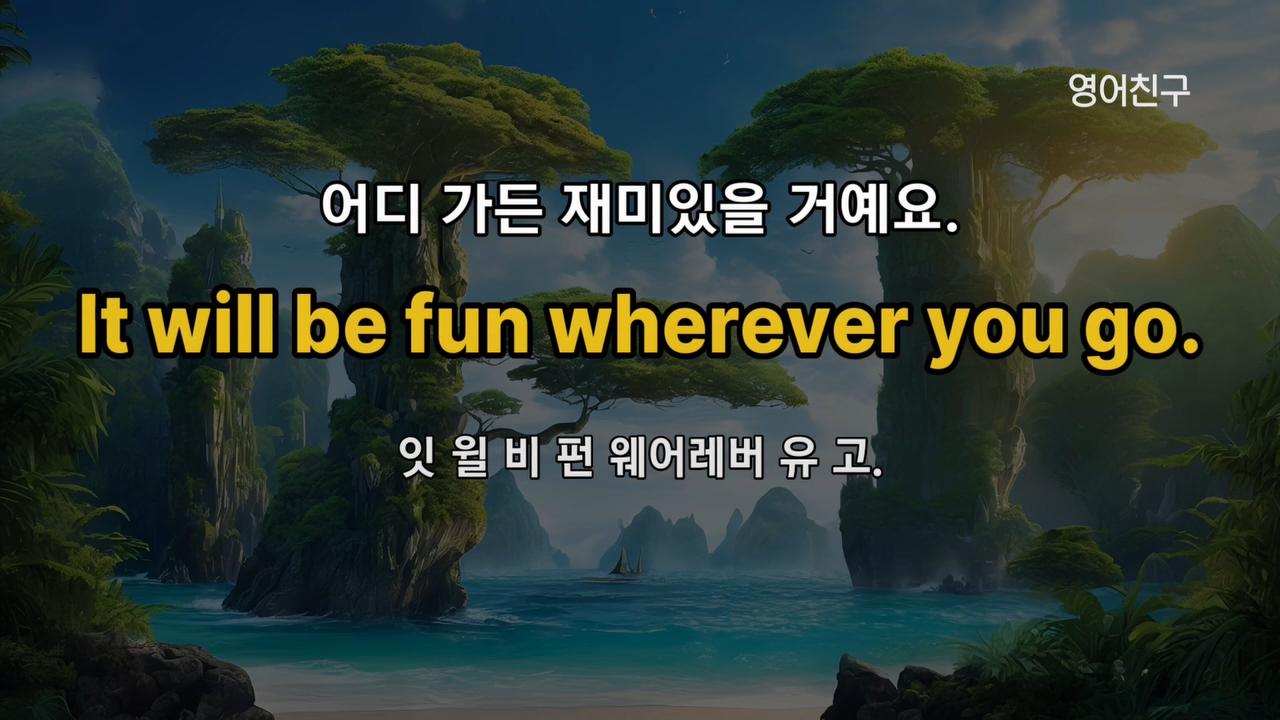 영어친구
어디 가든 재미있을 거예요.
It will be fun wherever you go.
잇 윌 비 펀 웨어레버 유 고.